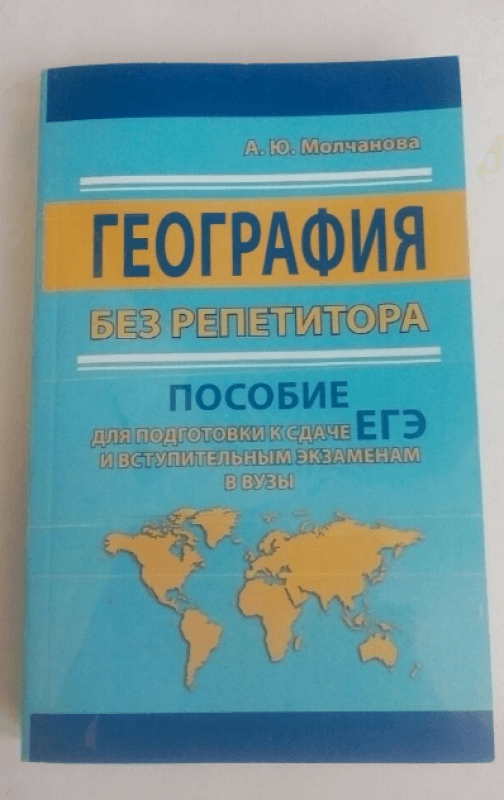 А. Ю. Молчанова
ГЕОГРАФИЯ
БЕЗ РЕПЕТИТОРА
ПОСОБИЕ
ДЛЯ ПОДГОТОВКИ К СДАЧЕ ЕГЭ
И ВСТУПИТЕЛЬНЫМ ЭКЗАМЕНАМ
В ВУЗЫ